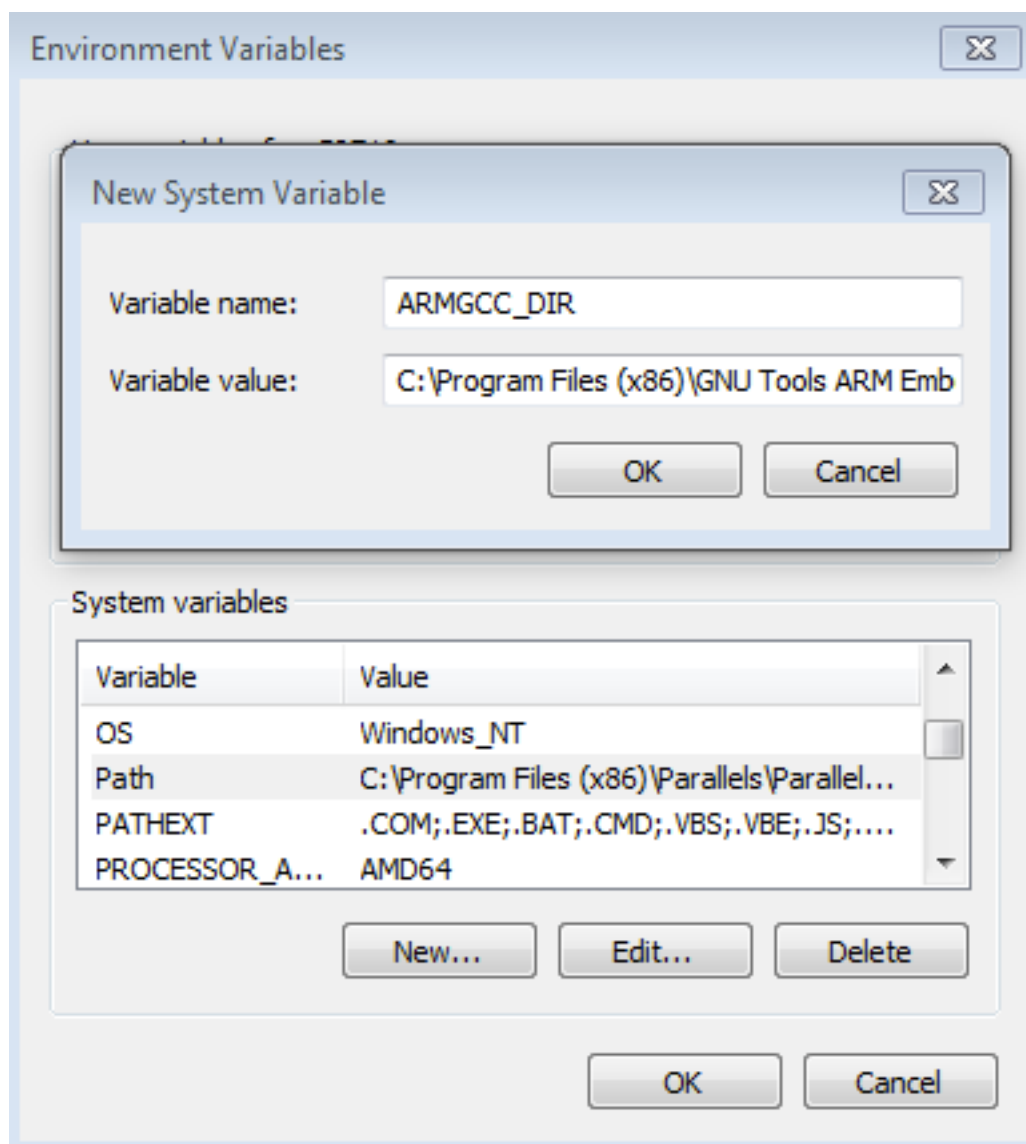 Environment Variables
New System Variable
Variable name:
ARMGCC_DIR
Variable value:
C:\Program Files (x86)\GNU Tools ARM Emb
OK
Cancel
System variables
Variable Value
OS Windows_NT
Path C:\Program Files (x86)\Parallels\Parallel...
PATHEXT .COM;.EXE;.BAT;.CMD;.VBS;.VBE;.JS;....
PROCESSOR_A... AMD64
New... Edit... Delete
OK Cancel